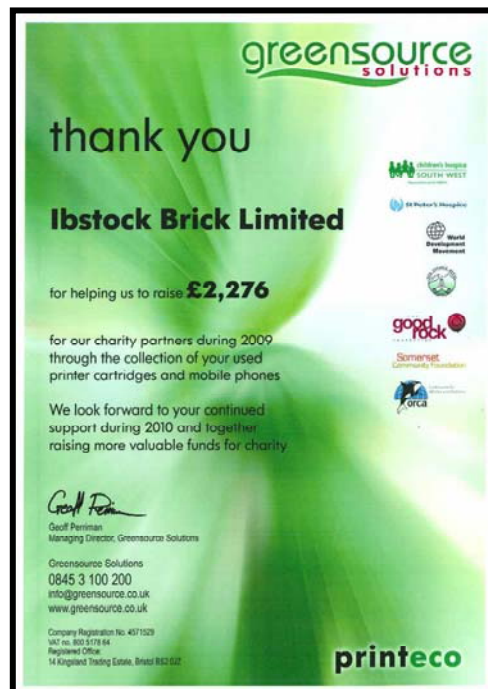 greensource
solutions
thank you
children's hospice
SOUTH WEST
Ibstock Brick Limited
St Peter's Hospice
World
Development
Movement
for helping us to raise £2,276
good
rock
for our charity partners during 2009
through the collection of your used
printer cartridges and mobile phones
Somerset
Community Foundation
orca
We look forward to your continued
support during 2010 and together
raising more valuable funds for charity
Geoff Perriman
Managing Director, Greensource Solutions
Greensource Solutions
0845 3 100 200
info@greensource.co.uk
www.greensource.co.uk
Company Registration No. 4571529
VAT no. 800 5178 64
Registered Office:
14 Kingsland Trading Estate, Bristol BS2 0JZ
printeco